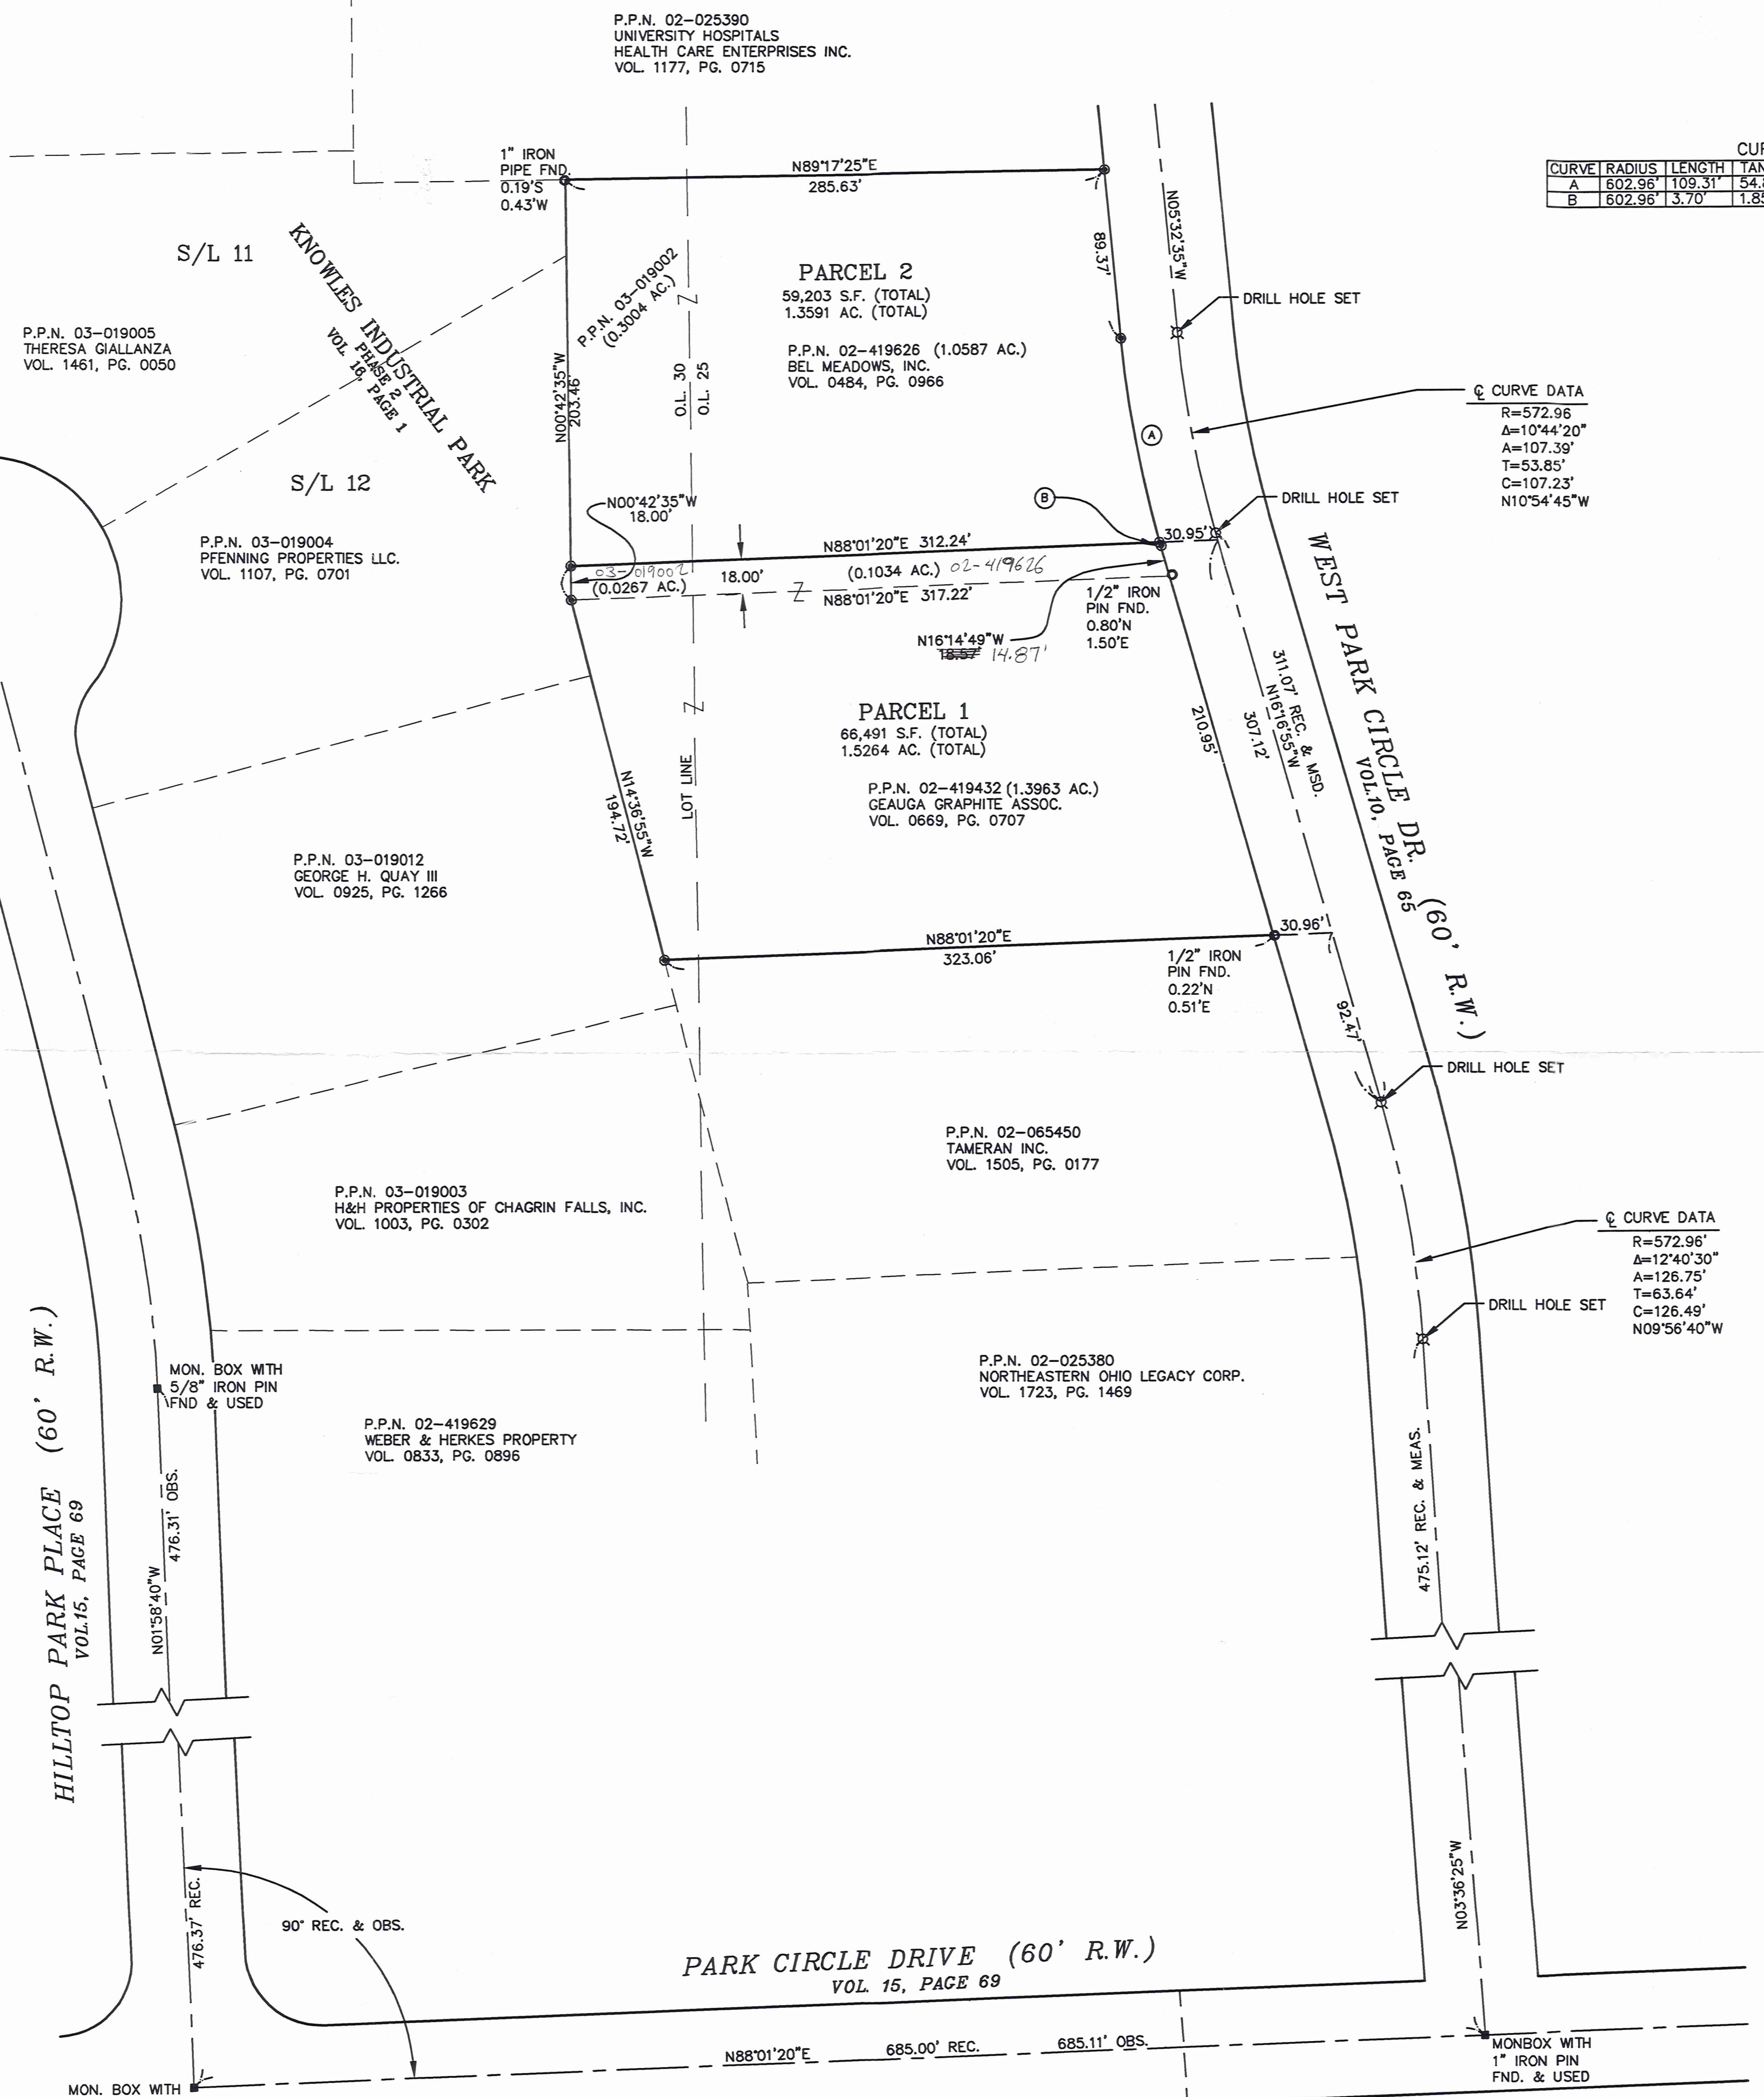 P.P.N. 02-025390
UNIVERSITY HOSPITALS
HEALTH CARE ENTERPRISES INC.
VOL. 1177, PG. 0715
CURVE RADIUS LENGTH
A 602.96' 109.31'
B 602.96' 3.70'
1" IRON
PIPE FND.
0.19'S
0.43'W
N89°17'25"E
285.63'
S/L 11
KNOWLES INDUSTRIAL PARK
PHASE 2
VOL 16, PAGE 1
P.P.N. 03-019005
THERESA GIALLANZA
VOL. 1461, PG. 0050
P.P.N. 03-019002
(0.3004 AC.)
N00°42'35"W
203.46'
O.L. 30
O.L. 25
PARCEL 2
59,203 S.F. (TOTAL)
1.3591 AC. (TOTAL)
P.P.N. 02-419626 (1.0587 AC.)
BEL MEADOWS, INC.
VOL. 0484, PG. 0966
89.37'
N05°32'35"W
DRILL HOLE SET
℄ CURVE DATA
R=572.96
Δ=10°44'20"
A=107.39'
T=53.85'
C=107.23'
N10°54'45"W
A
S/L 12
P.P.N. 03-019004
PFENNING PROPERTIES LLC.
VOL. 1107, PG. 0701
N00°42'35"W
18.00'
B
DRILL HOLE SET
30.95'
N88°01'20"E 312.24'
03-019002
(0.0267 AC.)
18.00'
(0.1034 AC.) 02-419626
N88°01'20"E 317.22'
1/2" IRON
PIN FND.
0.80'N
1.50'E
N16°14'49"W
18.57' 14.87'
WEST PARK CIRCLE DR. (60' R.W.)
VOL.10, PAGE 65
311.07' REC. & MSD.
N16°16'55"W
307.12'
210.95'
PARCEL 1
66,491 S.F. (TOTAL)
1.5264 AC. (TOTAL)
P.P.N. 02-419432 (1.3963 AC.)
GEAUGA GRAPHITE ASSOC.
VOL. 0669, PG. 0707
LOT LINE
N14°36'55"W
194.72'
P.P.N. 03-019012
GEORGE H. QUAY III
VOL. 0925, PG. 1266
N88°01'20"E
323.06'
30.96'
1/2" IRON
PIN FND.
0.22'N
0.51'E
92.47'
DRILL HOLE SET
P.P.N. 02-065450
TAMERAN INC.
VOL. 1505, PG. 0177
P.P.N. 03-019003
H&H PROPERTIES OF CHAGRIN FALLS, INC.
VOL. 1003, PG. 0302
℄ CURVE DATA
R=572.96'
Δ=12°40'30"
A=126.75'
T=63.64'
C=126.49'
N09°56'40"W
DRILL HOLE SET
P.P.N. 02-025380
NORTHEASTERN OHIO LEGACY CORP.
VOL. 1723, PG. 1469
MON. BOX WITH
5/8" IRON PIN
FND & USED
P.P.N. 02-419629
WEBER & HERKES PROPERTY
VOL. 0833, PG. 0896
HILLTOP PARK PLACE (60' R.W.)
VOL.15, PAGE 69
N01°58'40"W
476.31' OBS.
475.12' REC. & MEAS.
476.37' REC.
90° REC. & OBS.
N03°36'25"W
PARK CIRCLE DRIVE (60' R.W.)
VOL. 15, PAGE 69
N88°01'20"E 685.00' REC. 685.11' OBS.
MONBOX WITH
1" IRON PIN
FND. & USED
MON. BOX WITH